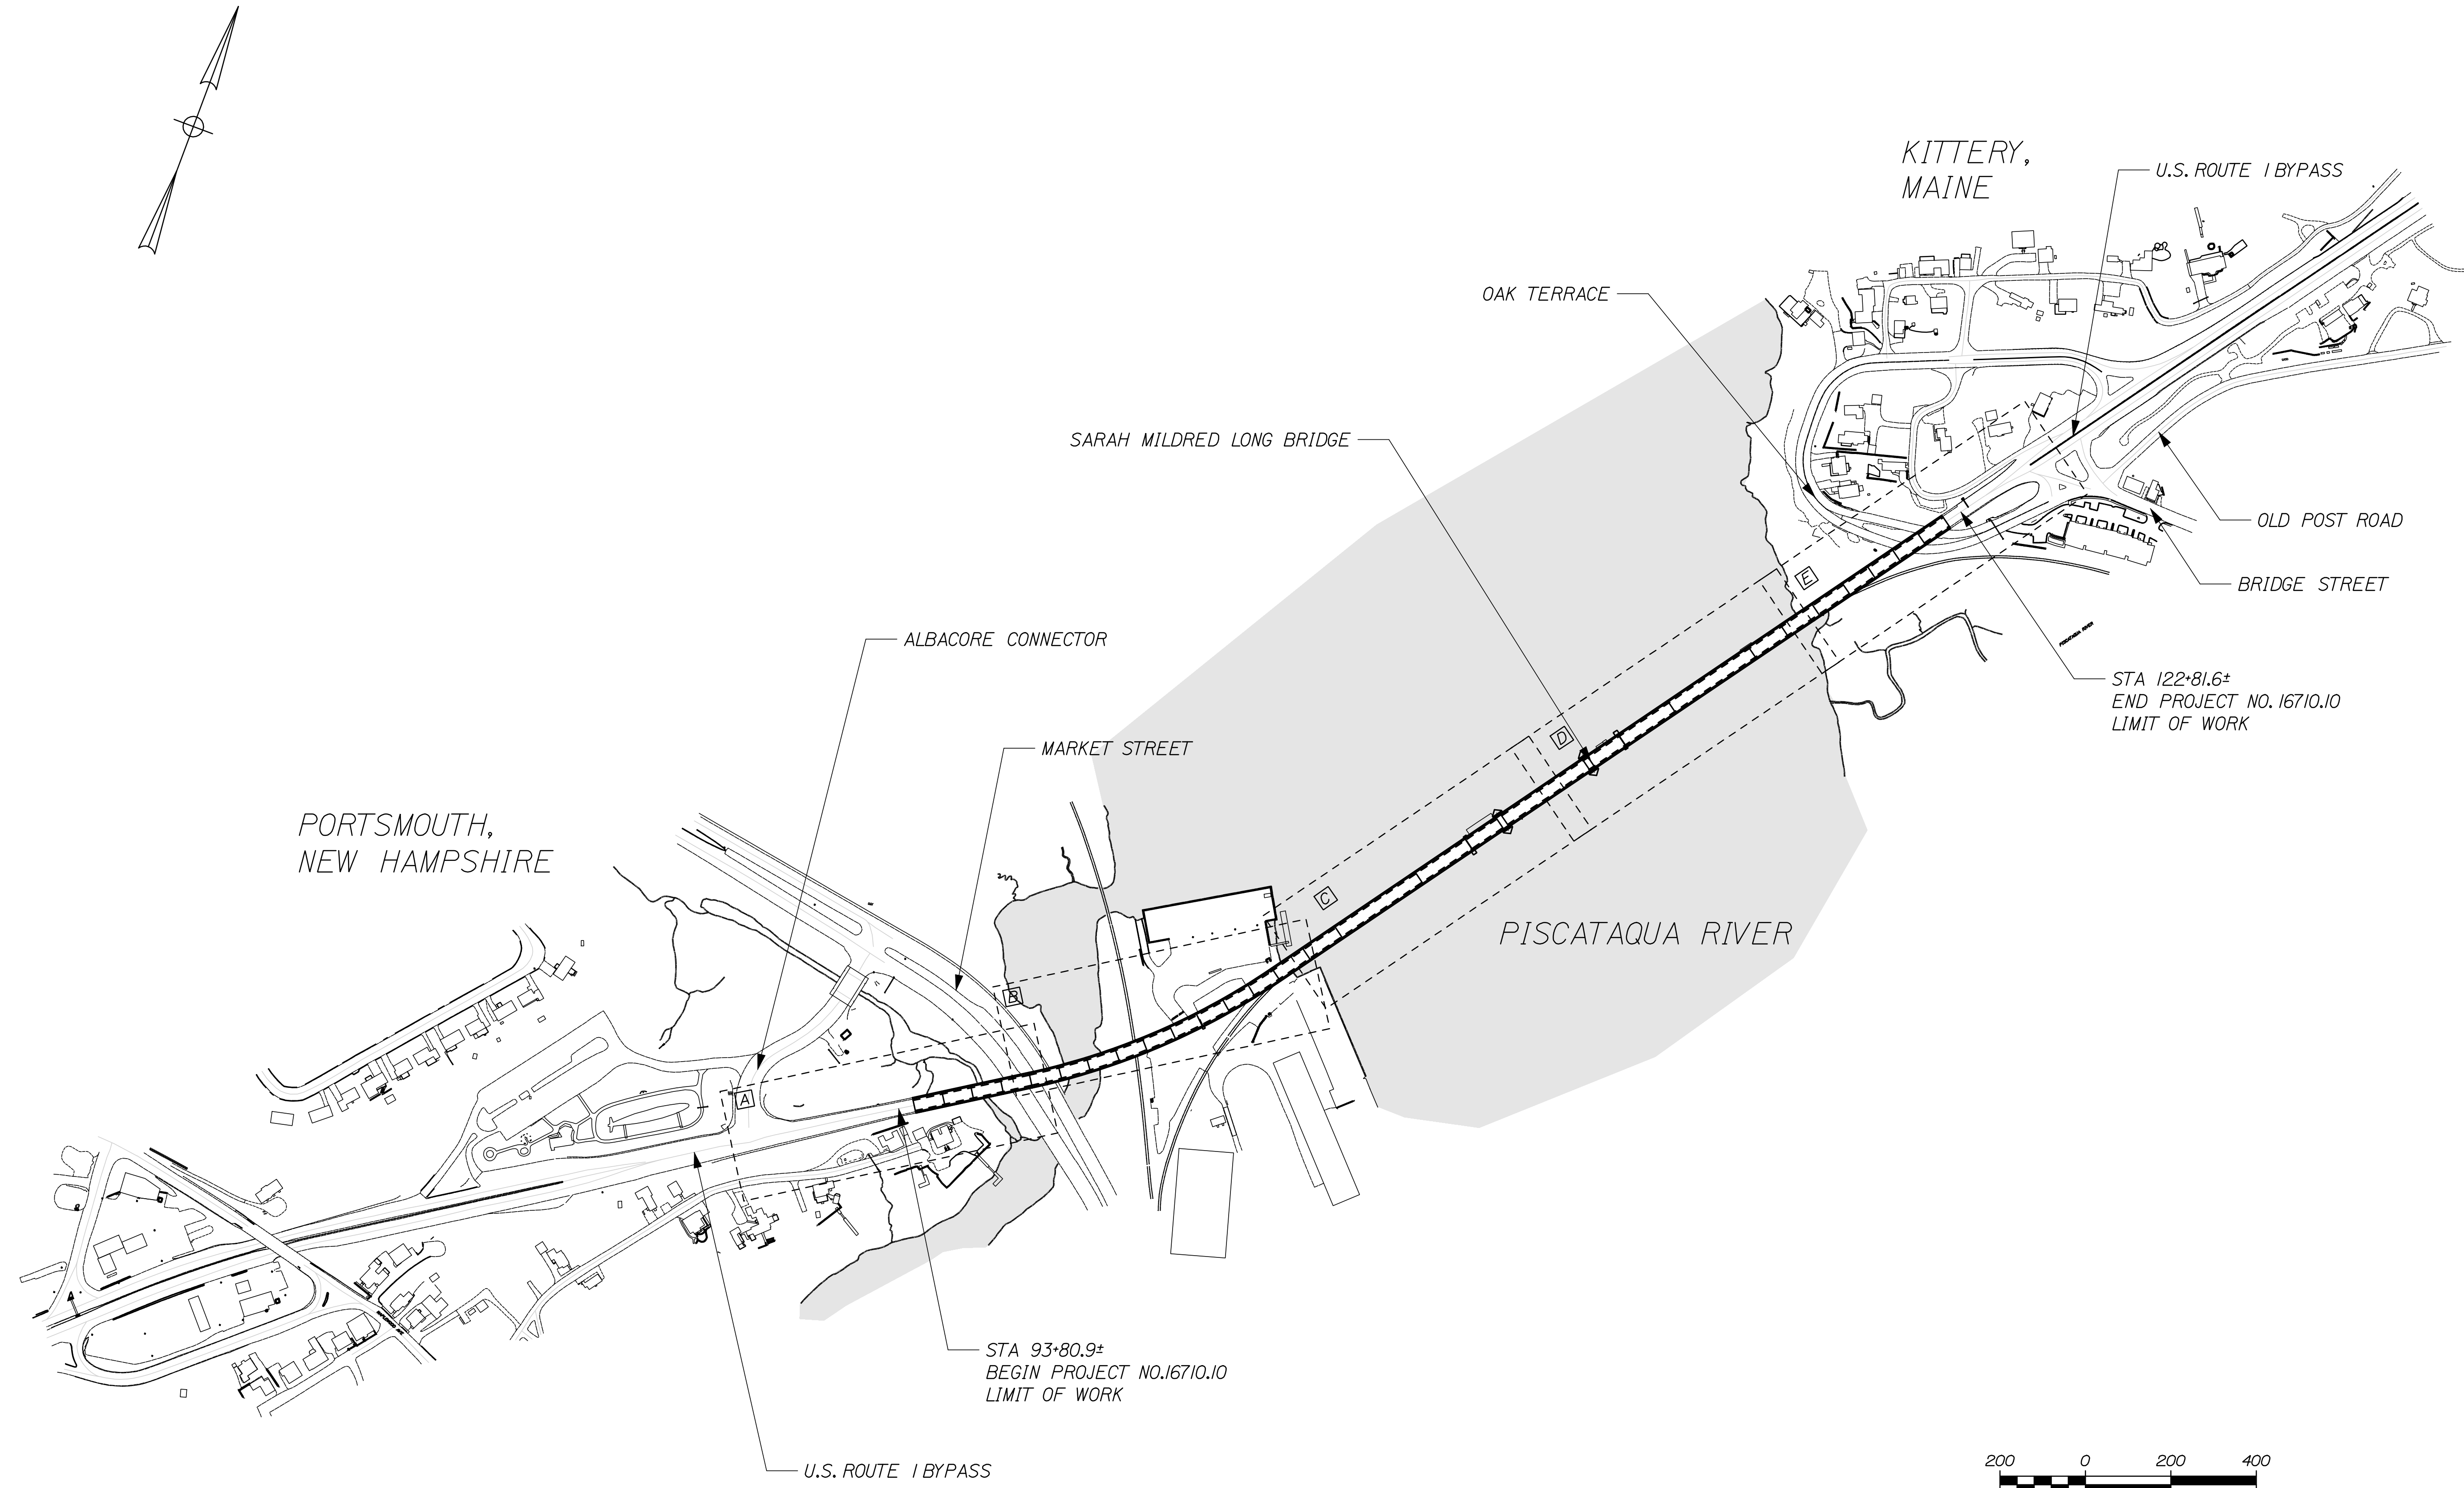 KITTERY,
MAINE
U.S. ROUTE 1 BYPASS
OAK TERRACE
SARAH MILDRED LONG BRIDGE
OLD POST ROAD
E
BRIDGE STREET
ALBACORE CONNECTOR
PISCATAQUA RIVER
STA 122+81.6±
END PROJECT NO. 16710.10
LIMIT OF WORK
D
MARKET STREET
PORTSMOUTH,
NEW HAMPSHIRE
C
PISCATAQUA RIVER
B
A
STA 93+80.9±
BEGIN PROJECT NO. 16710.10
LIMIT OF WORK
U.S. ROUTE 1 BYPASS
200 0 200 400